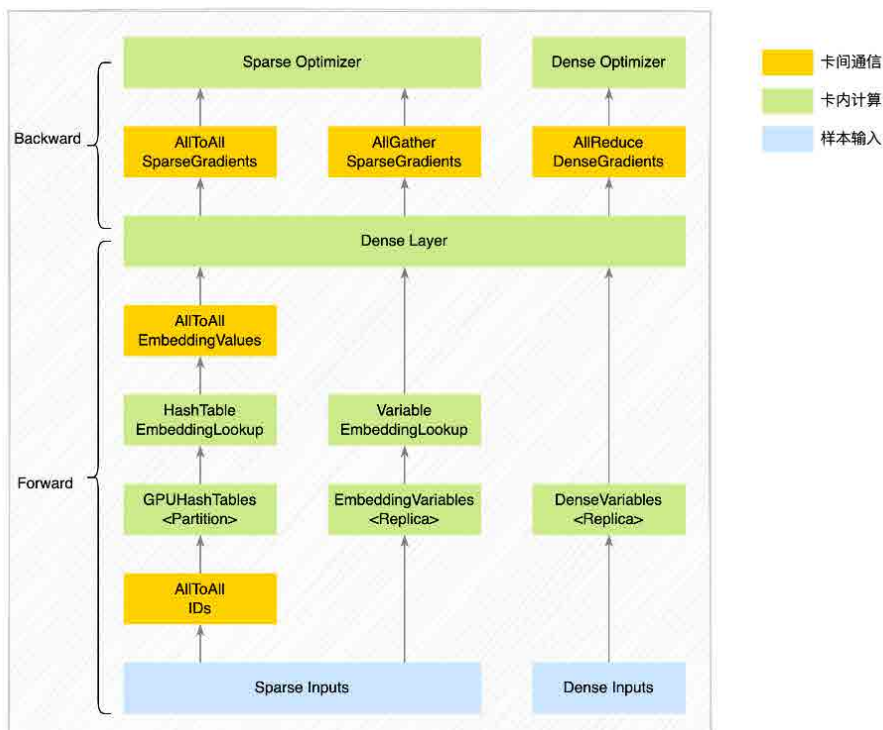 Sparse Optimizer
Dense Optimizer
卡间通信
卡内计算
样本输入
Backward
AllToAll
SparseGradients
AllGather
SparseGradients
AllReduce
DenseGradients
Dense Layer
AllToAll
EmbeddingValues
HashTable
EmbeddingLookup
Variable
EmbeddingLookup
Forward
GPUHashTables
<Partition>
EmbeddingVariables
<Replica>
DenseVariables
<Replica>
AllToAll
IDs
Sparse Inputs
Dense Inputs